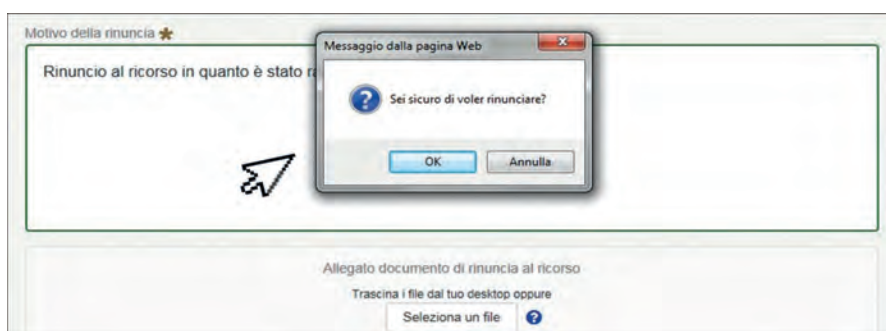 Motivo della rinuncia
Messaggio dalla pagina Web
Rinuncio al ricorso in quanto è stato
Sei sicuro di voler rinunciare?
OK Annulla
Allegato documento di rinuncia al ricorso
Trascina i file dal tuo desktop oppure
Seleziona un file